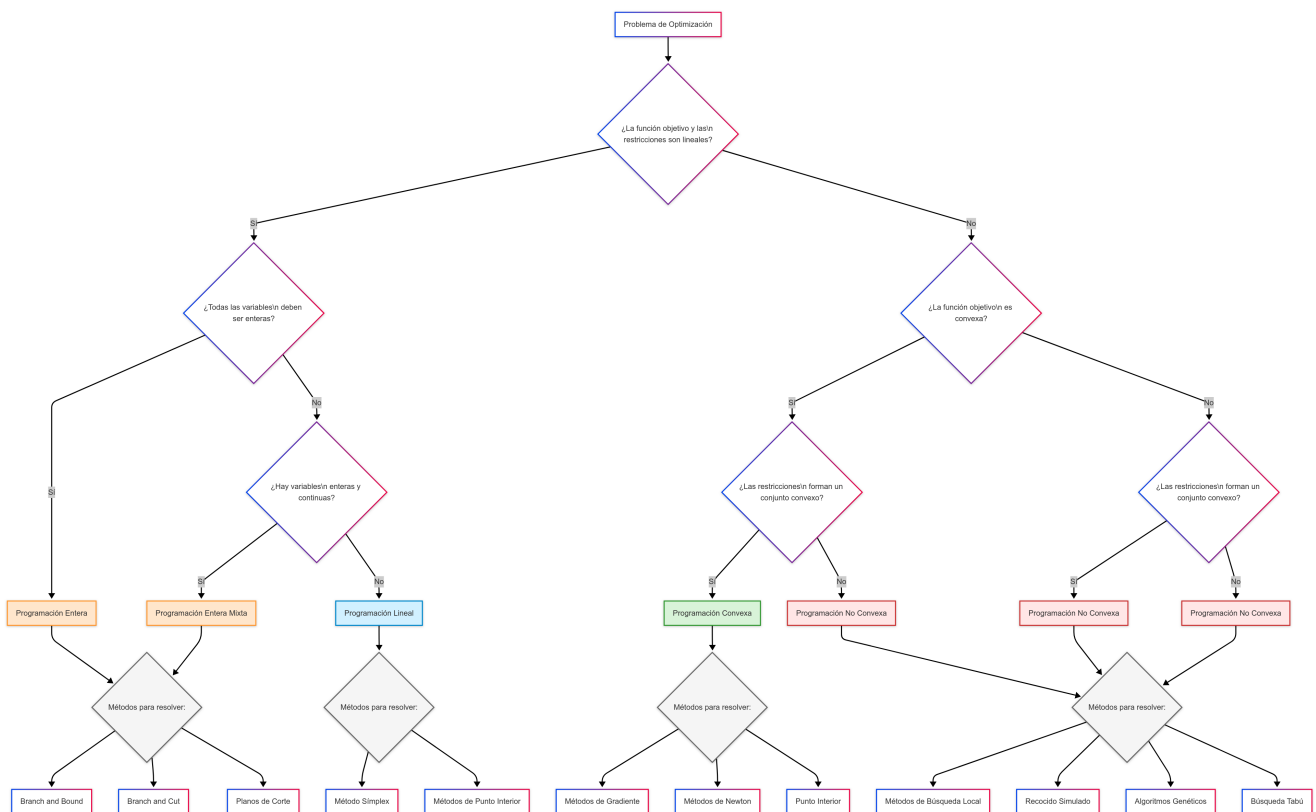 Problema de Optimización
¿La función objetivo y las\n
restricciones son lineales?
Sí
No
¿Todas las variables\n deben
ser enteras?
¿La función objetivo\n es
convexa?
No
Sí
No
¿Hay variables\n enteras y
continuas?
¿Las restricciones\n forman un
conjunto convexo?
¿Las restricciones\n forman un
conjunto convexo?
Sí
Sí
No
Sí
No
Sí
No
Programación Entera
Programación Entera Mixta
Programación Lineal
Programación Convexa
Programación No Convexa
Programación No Convexa
Programación No Convexa
Métodos para resolver:
Métodos para resolver:
Métodos para resolver:
Métodos para resolver:
Branch and Bound
Branch and Cut
Planos de Corte
Método Símplex
Métodos de Punto Interior
Métodos de Gradiente
Métodos de Newton
Punto Interior
Métodos de Búsqueda Local
Recocido Simulado
Algoritmos Genéticos
Búsqueda Tabú